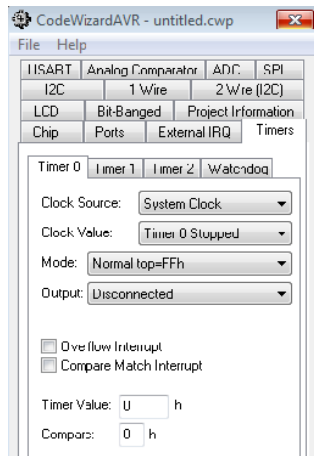 CodeWizardAVR - untitled.cwp
File Help
USART Analog Comparator ADC SPI
I2C 1 Wire 2 Wire (I2C)
LCD Bit-Banged Project Information
Chip Ports External IRQ Timers
Timer 0 Timer 1 Timer 2 Watchdog
Clock Source: System Clock
Clock Value: Timer 0 Stopped
Mode: Normal top=FFh
Output: Disconnected
Overflow Interrupt
Compare Match Interrupt
Timer Value: 0 h
Compare: 0 h